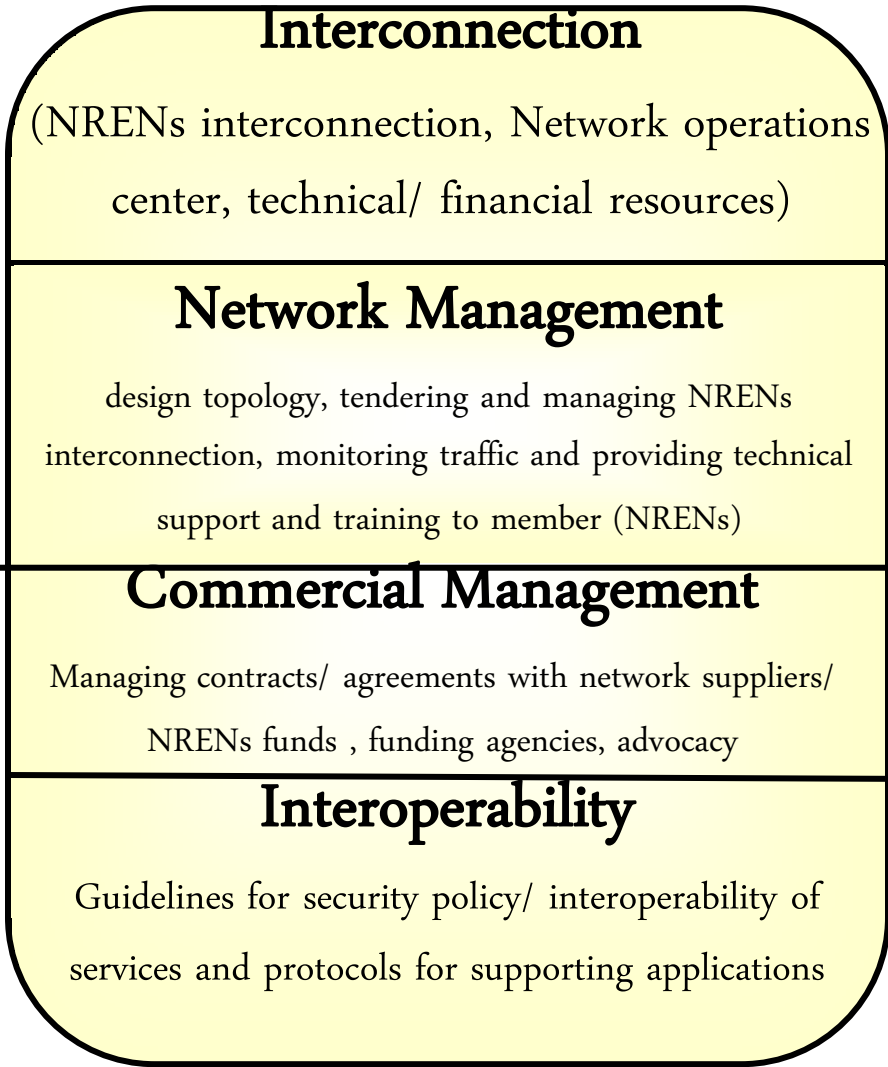 Interconnection
(NRENs interconnection, Network operations
center, technical/ financial resources)
Network Management
design topology, tendering and managing NRENs
interconnection, monitoring traffic and providing technical
support and training to member (NRENs)
Commercial Management
Managing contracts/ agreements with network suppliers/
NRENs funds , funding agencies, advocacy
Interoperability
Guidelines for security policy/ interoperability of
services and protocols for supporting applications